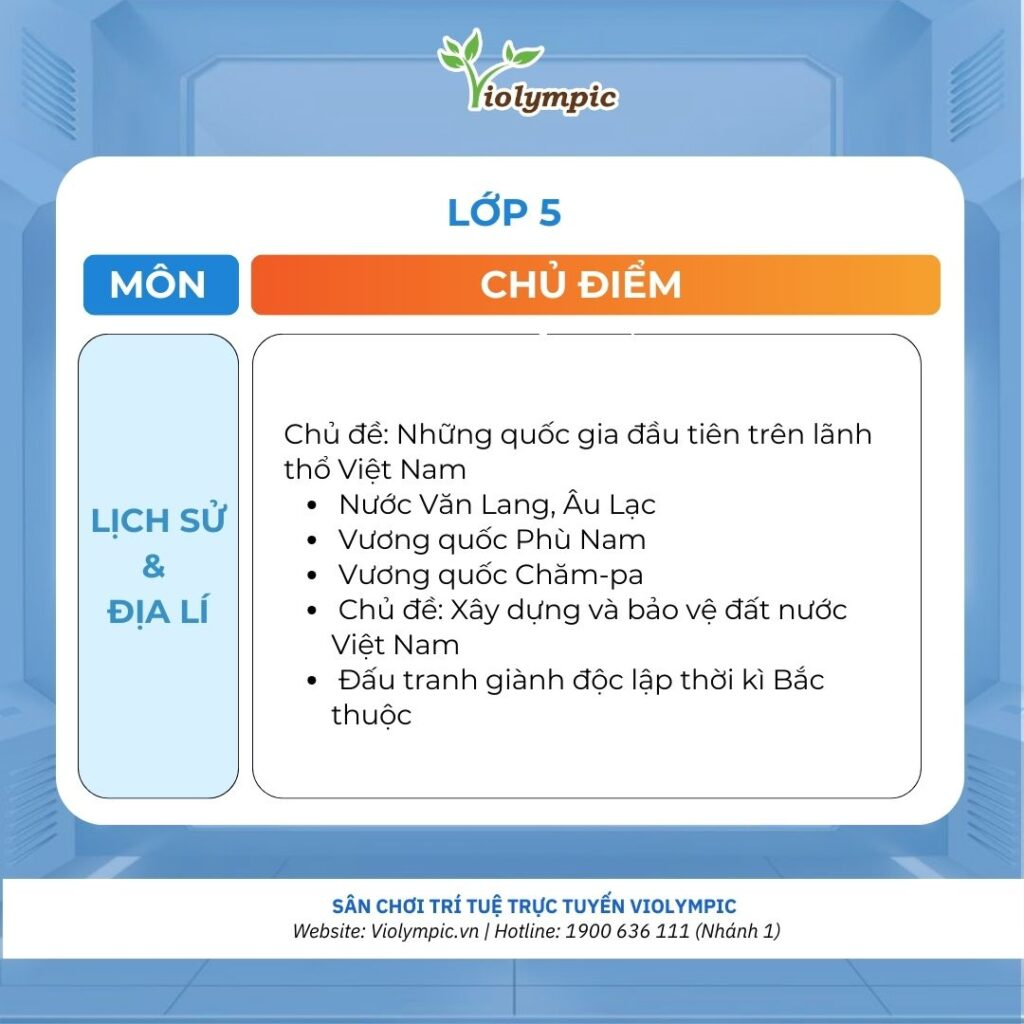 Violympic
LỚP 5
MÔN
CHỦ ĐIỂM
LỊCH SỬ
&
ĐỊA LÍ
Chủ đề: Những quốc gia đầu tiên trên lãnh
thổ Việt Nam
• Nước Văn Lang, Âu Lạc
• Vương quốc Phù Nam
• Vương quốc Chăm-pa
• Chủ đề: Xây dựng và bảo vệ đất nước
Việt Nam
• Đấu tranh giành độc lập thời kì Bắc
thuộc
SÂN CHƠI TRÍ TUỆ TRỰC TUYẾN VIOLYMPIC
Website: Violympic.vn | Hotline: 1900 636 111 (Nhánh 1)